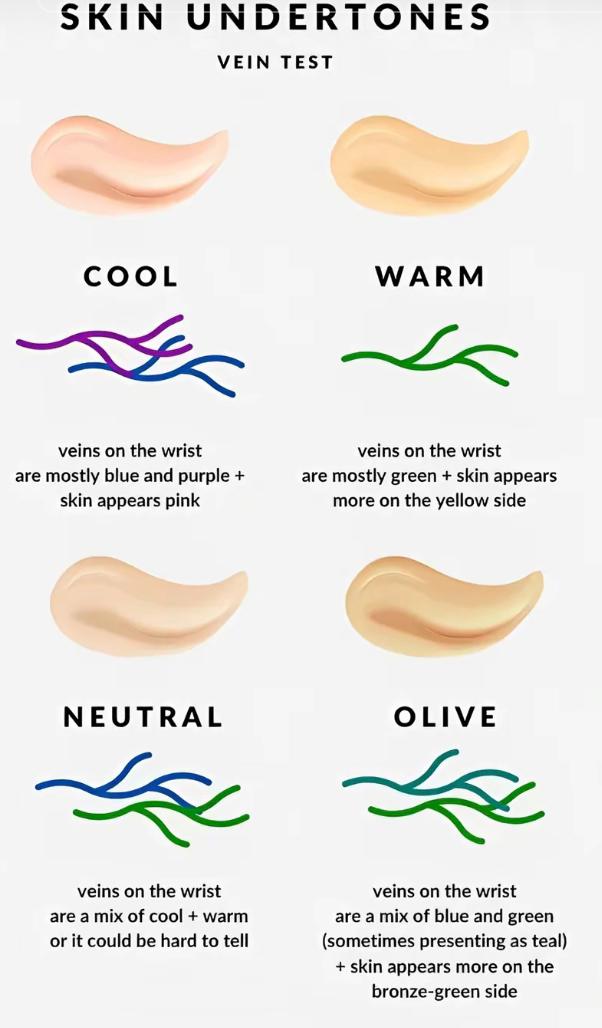 SKIN UNDERTONES
VEIN TEST
COOL
veins on the wrist
are mostly blue and purple +
skin appears pink
WARM
veins on the wrist
are mostly green + skin appears
more on the yellow side
NEUTRAL
veins on the wrist
are a mix of cool + warm
or it could be hard to tell
OLIVE
veins on the wrist
are a mix of blue and green
(sometimes presenting as teal)
+ skin appears more on the
bronze-green side